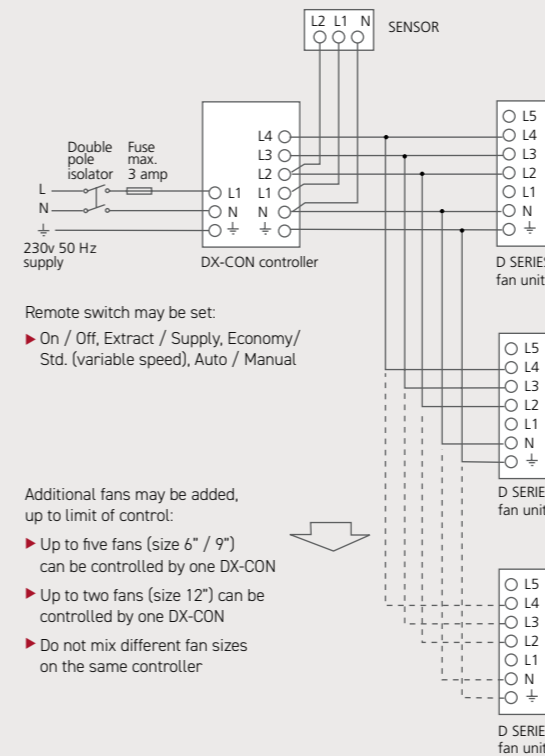 L2 L1 N
SENSOR
Double
pole
isolator
Fuse
max.
3 amp
L
N
230v 50 Hz
supply
L1
N
L4
L3
L2
L1
N
DX-CON controller
L5
L4
L3
L2
L1
N
D SERIES
fan unit
Remote switch may be set:
▶ On / Off, Extract / Supply, Economy/
Std. (variable speed), Auto / Manual
L5
L4
L3
L2
L1
N
D SERIE
fan unit
Additional fans may be added,
up to limit of control:
▶ Up to five fans (size 6" / 9")
can be controlled by one DX-CON
▶ Up to two fans (size 12") can be
controlled by one DX-CON
▶ Do not mix different fan sizes
on the same controller
L5
L4
L3
L2
L1
N
D SERIE
fan unit